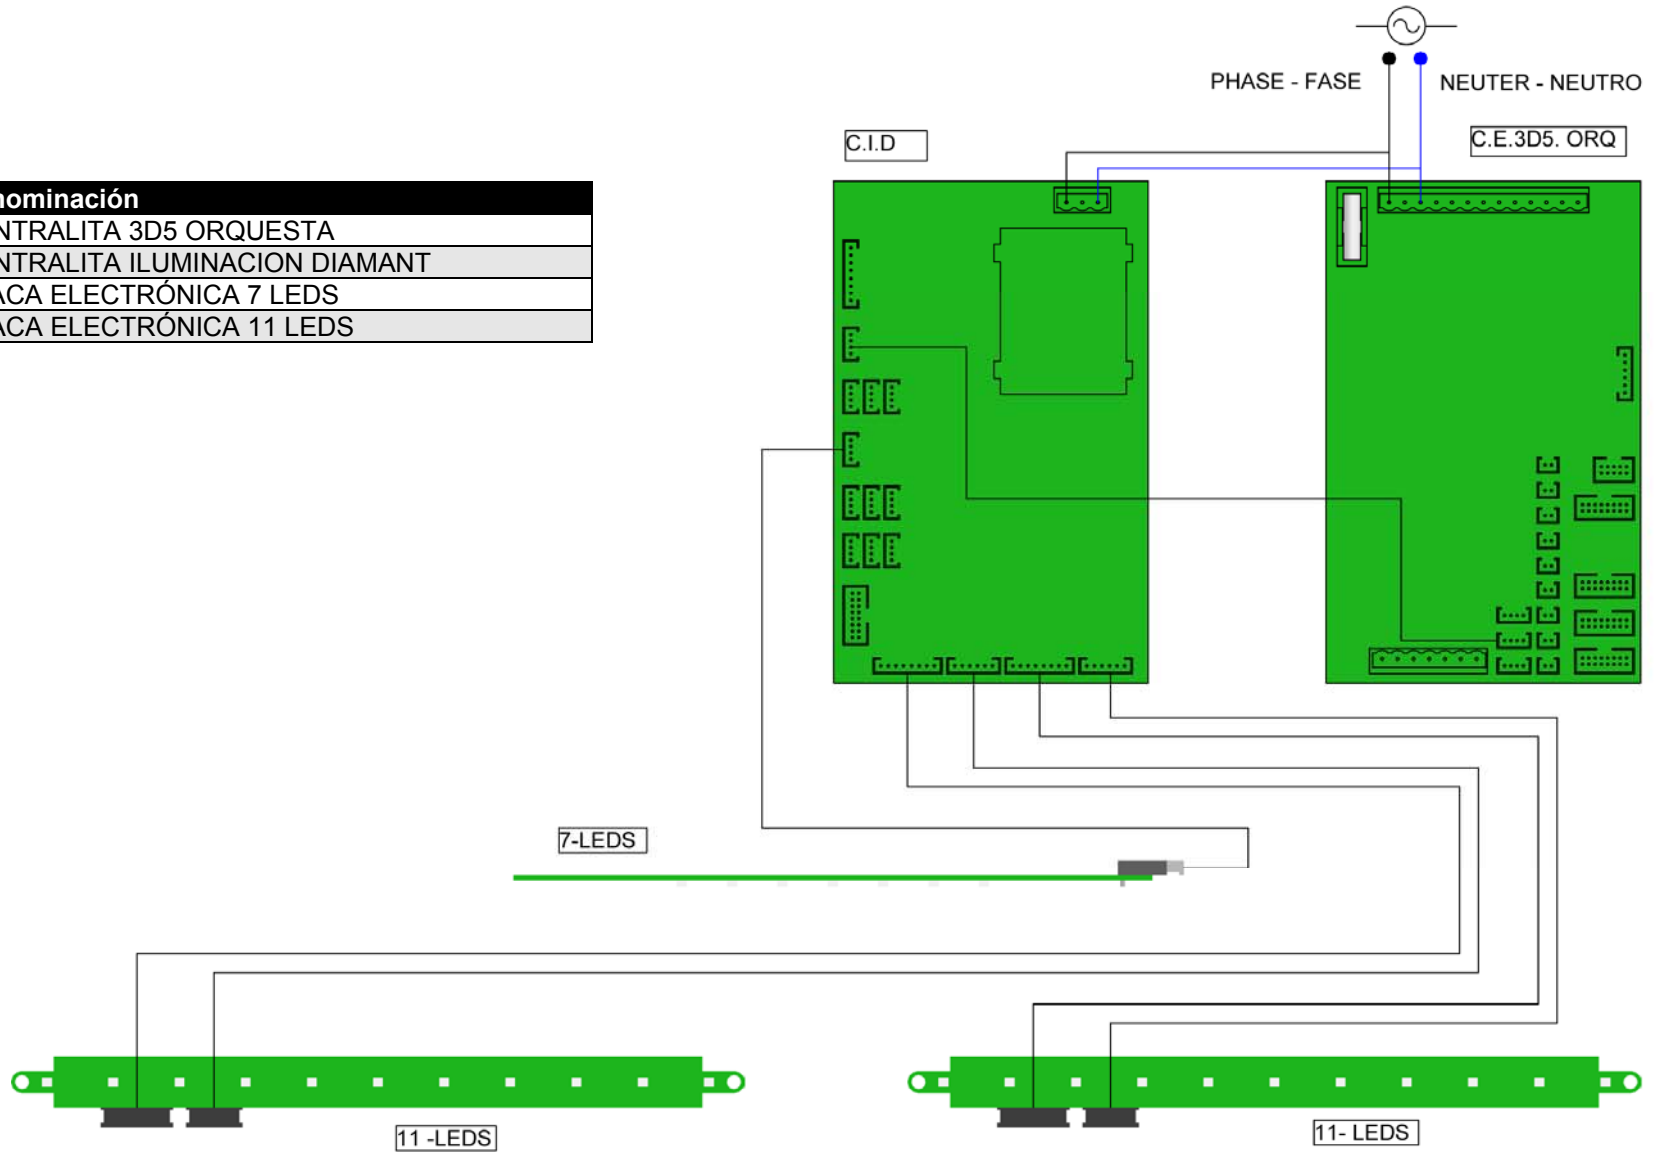 PHASE - FASE
NEUTER - NEUTRO
C.I.D
C.E.3D5. ORQ
nominación
NTRALITA 3D5 ORQUESTA
NTRALITA ILUMINACION DIAMANT
ACA ELECTRÓNICA 7 LEDS
ACA ELECTRÓNICA 11 LEDS
7-LEDS
11 -LEDS
11- LEDS